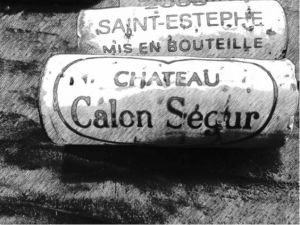 SAINT-ESTEPHE
MIS EN BOUTEILLE
CHATEAU
Calon Ségur